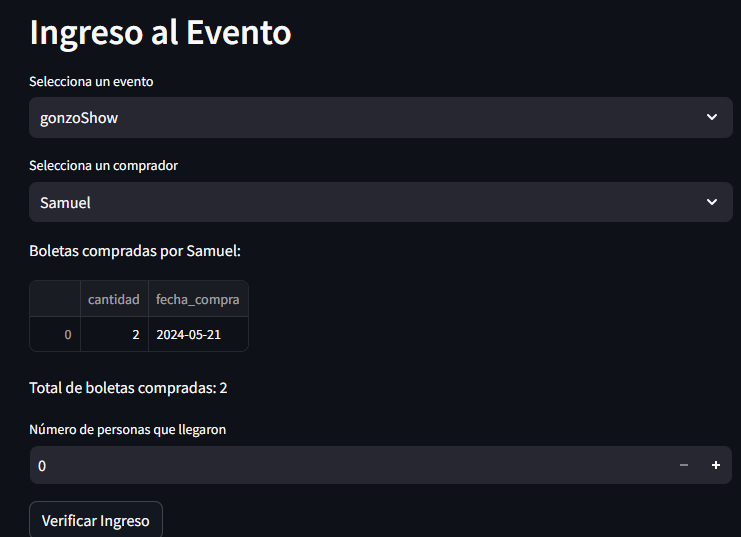 Ingreso al Evento
Selecciona un evento
gonzoShow
Selecciona un comprador
Samuel
Boletas compradas por Samuel:
cantidad fecha_compra
0 2 2024-05-21
Total de boletas compradas: 2
Número de personas que llegaron
0 − +
Verificar Ingreso